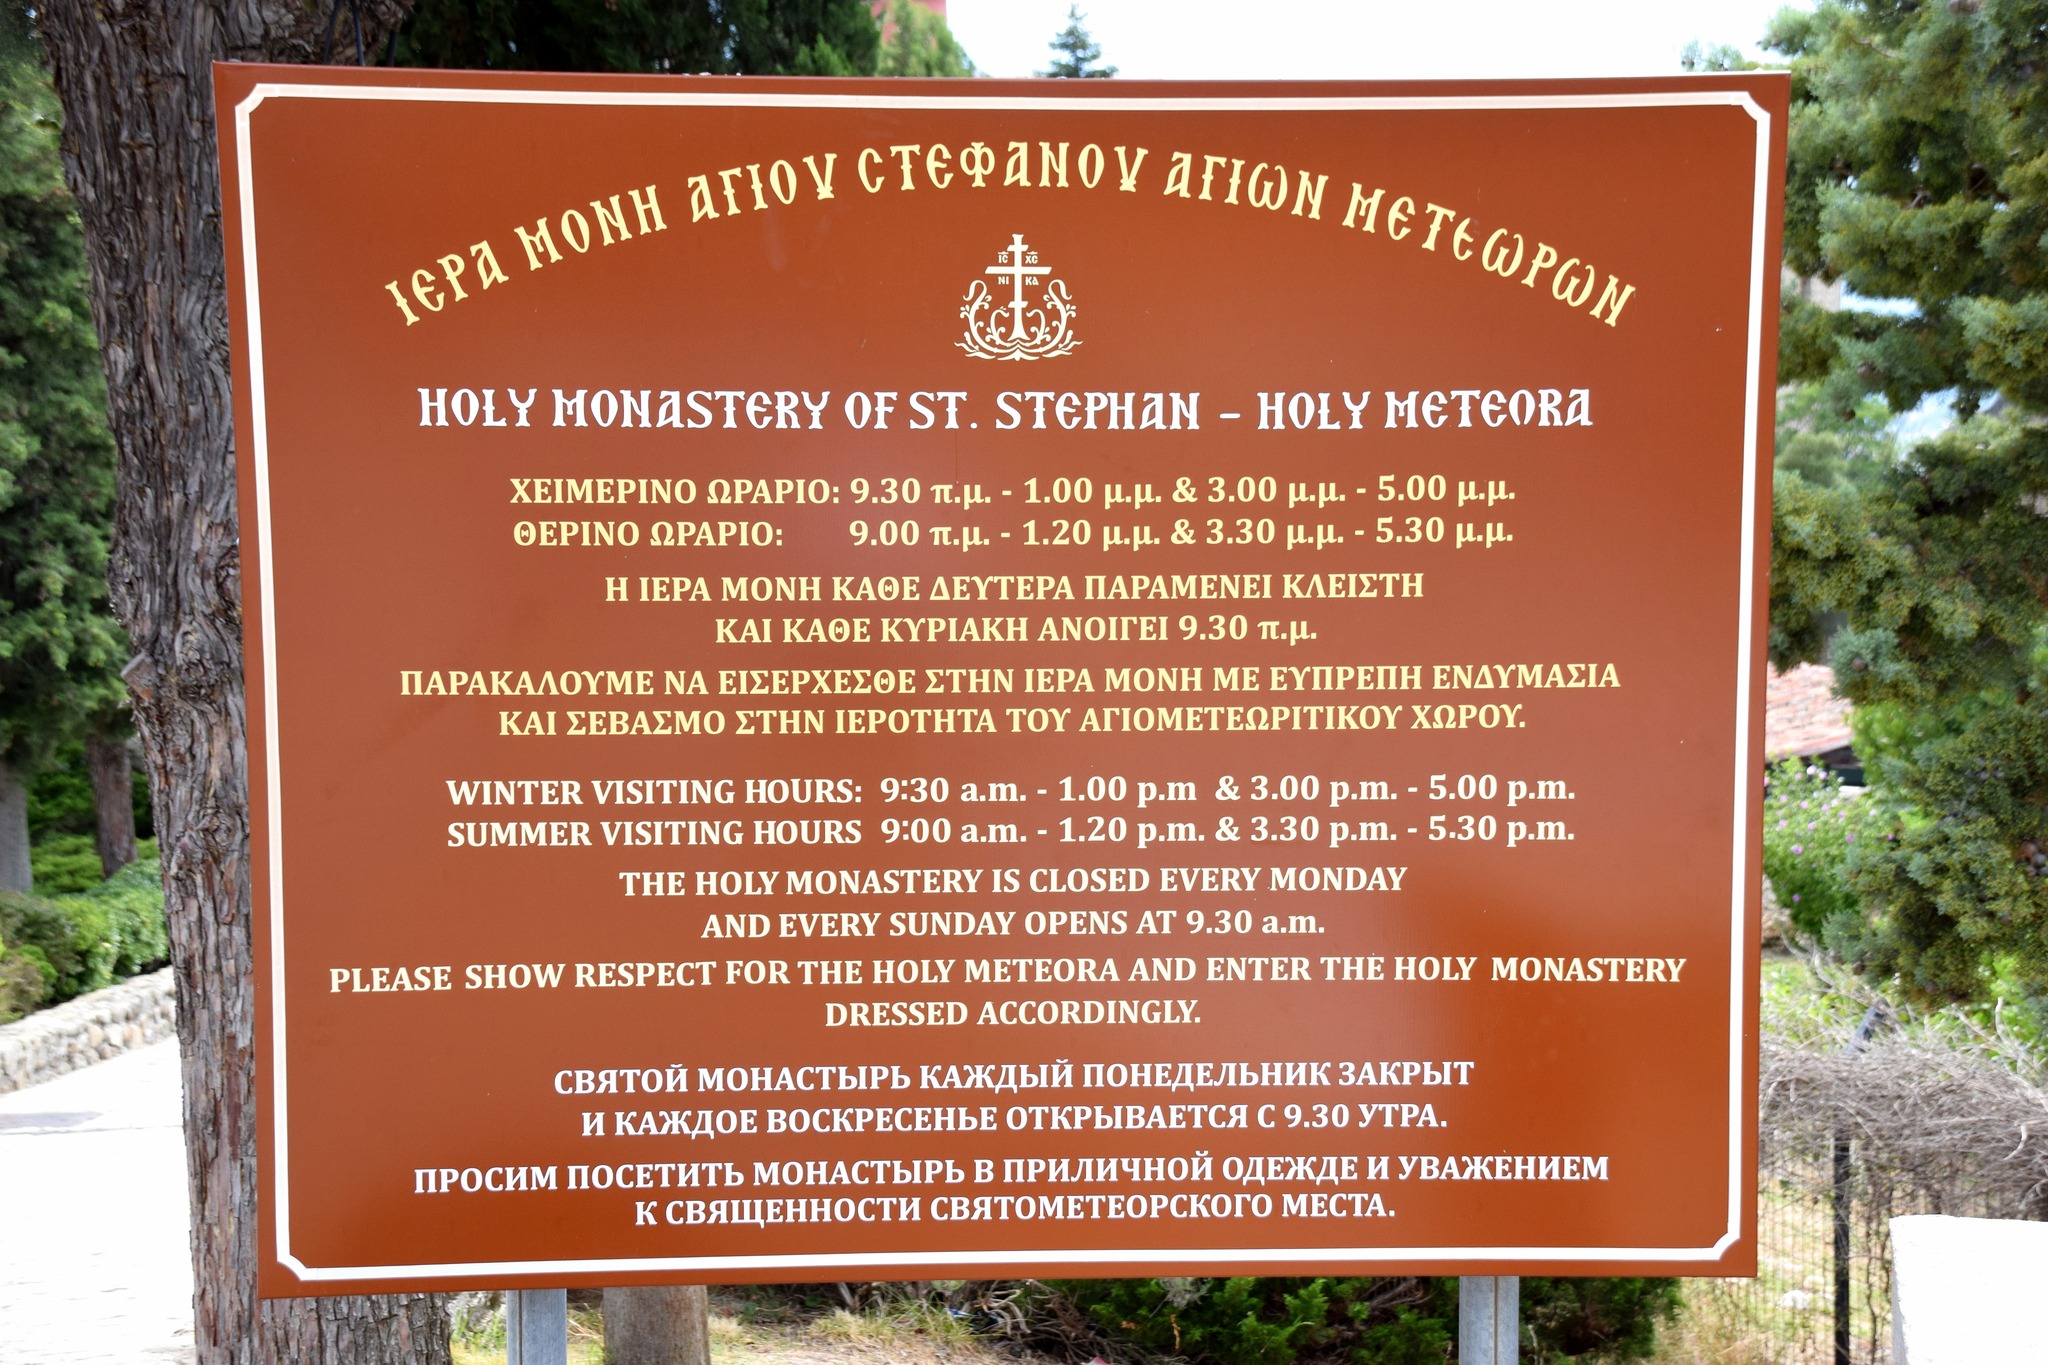 ΙΕΡΑ ΜΟΝΗ ΑΓΙΟΥ ΣΤΕΦΑΝΟΥ ΑΓΙΩΝ ΜΕΤΕΩΡΩΝ
IC XC
NI KA
HOLY MONASTERY OF ST. STEPHAN - HOLY METEORA
ΧΕΙΜΕΡΙΝΟ ΩΡΑΡΙΟ: 9.30 π.μ. - 1.00 μ.μ. & 3.00 μ.μ. - 5.00 μ.μ.
ΘΕΡΙΝΟ ΩΡΑΡΙΟ: 9.00 π.μ. - 1.20 μ.μ. & 3.30 μ.μ. - 5.30 μ.μ.
Η ΙΕΡΑ ΜΟΝΗ ΚΑΘΕ ΔΕΥΤΕΡΑ ΠΑΡΑΜΕΝΕΙ ΚΛΕΙΣΤΗ
ΚΑΙ ΚΑΘΕ ΚΥΡΙΑΚΗ ΑΝΟΙΓΕΙ 9.30 π.μ.
ΠΑΡΑΚΑΛΟΥΜΕ ΝΑ ΕΙΣΕΡΧΕΣΘΕ ΣΤΗΝ ΙΕΡΑ ΜΟΝΗ ΜΕ ΕΥΠΡΕΠΗ ΕΝΔΥΜΑΣΙΑ
ΚΑΙ ΣΕΒΑΣΜΟ ΣΤΗΝ ΙΕΡΟΤΗΤΑ ΤΟΥ ΑΓΙΟΜΕΤΕΩΡΙΤΙΚΟΥ ΧΩΡΟΥ.
WINTER VISITING HOURS: 9:30 a.m. - 1.00 p.m & 3.00 p.m. - 5.00 p.m.
SUMMER VISITING HOURS 9:00 a.m. - 1.20 p.m. & 3.30 p.m. - 5.30 p.m.
THE HOLY MONASTERY IS CLOSED EVERY MONDAY
AND EVERY SUNDAY OPENS AT 9.30 a.m.
PLEASE SHOW RESPECT FOR THE HOLY METEORA AND ENTER THE HOLY MONASTERY
DRESSED ACCORDINGLY.
СВЯТОЙ МОНАСТЫРЬ КАЖДЫЙ ПОНЕДЕЛЬНИК ЗАКРЫТ
И КАЖДОЕ ВОСКРЕСЕНЬЕ ОТКРЫВАЕТСЯ С 9.30 УТРА.
ПРОСИМ ПОСЕТИТЬ МОНАСТЫРЬ В ПРИЛИЧНОЙ ОДЕЖДЕ И УВАЖЕНИЕМ
К СВЯЩЕННОСТИ СВЯТОМЕТЕОРСКОГО МЕСТА.